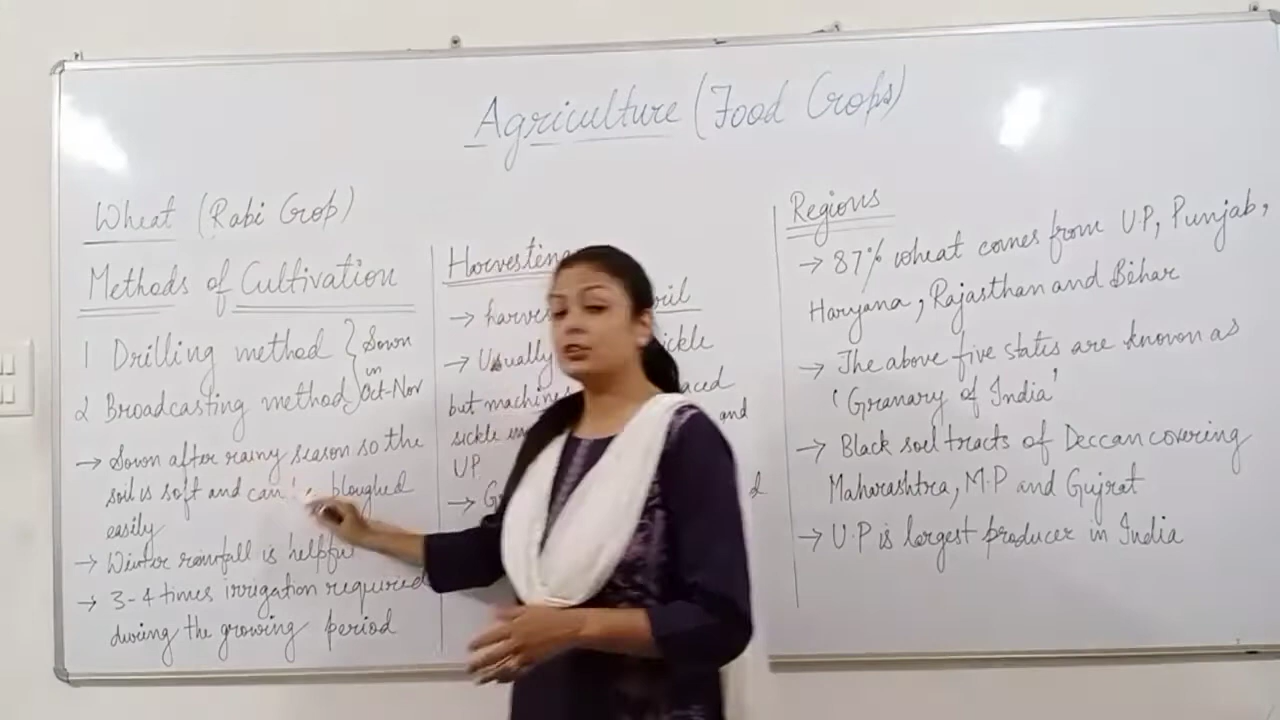 Agriculture (Food Crops)
Wheat (Rabi Crop)
Methods of Cultivation
1 Drilling method } Sown
in
2 Broadcasting method Oct-Nov
→ Sown after rainy season so the
soil is soft and can ploughed
easily
→ Winter rainfall is helpful
→ 3-4 times irrigation required
during the growing period
Harvesting
→
→ Usually
but machines
sickle and
UP.
→
Regions
→ 87% wheat comes from U.P, Punjab,
Haryana, Rajasthan and Bihar
→ The above five states are known as
'Granary of India'
→ Black soil tracts of Deccan covering
Maharashtra, M.P and Gujrat
→ U.P is largest producer in India